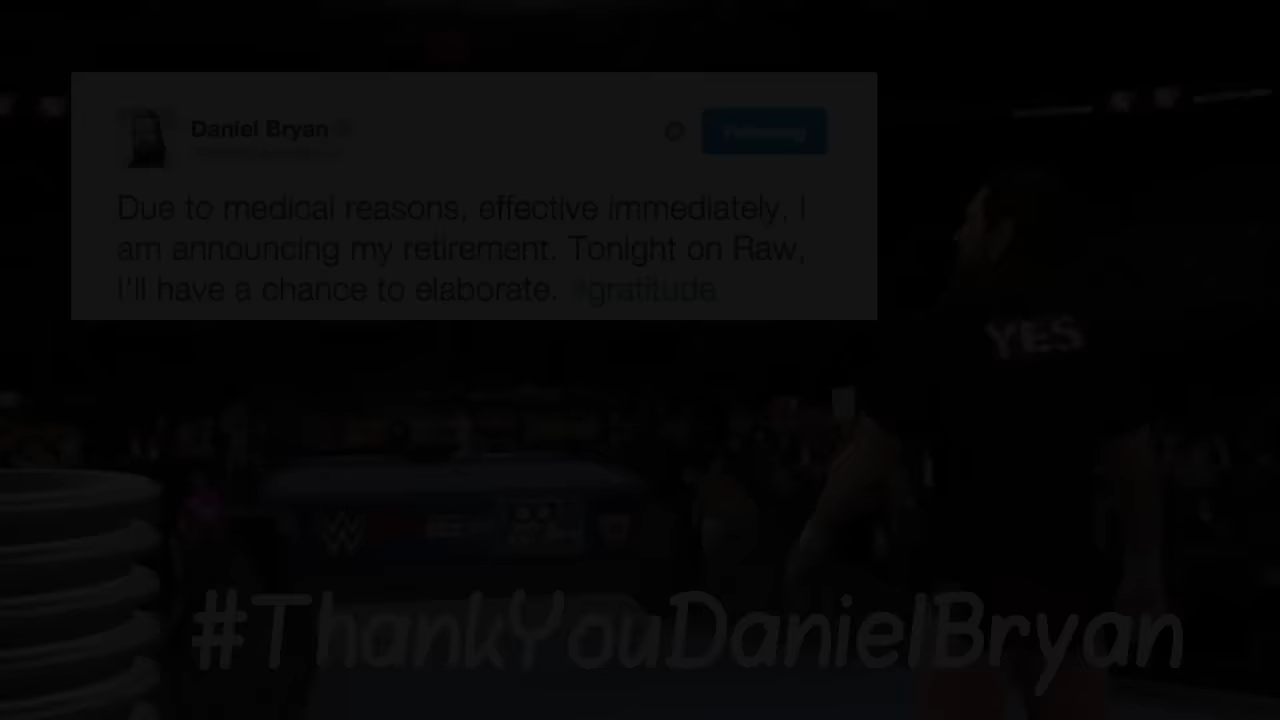 Daniel Bryan
Following
Due to medical reasons, effective immediately, I
am announcing my retirement. Tonight on Raw,
I'll have a chance to elaborate. #gratitude
YES
#ThankYouDanielBryan